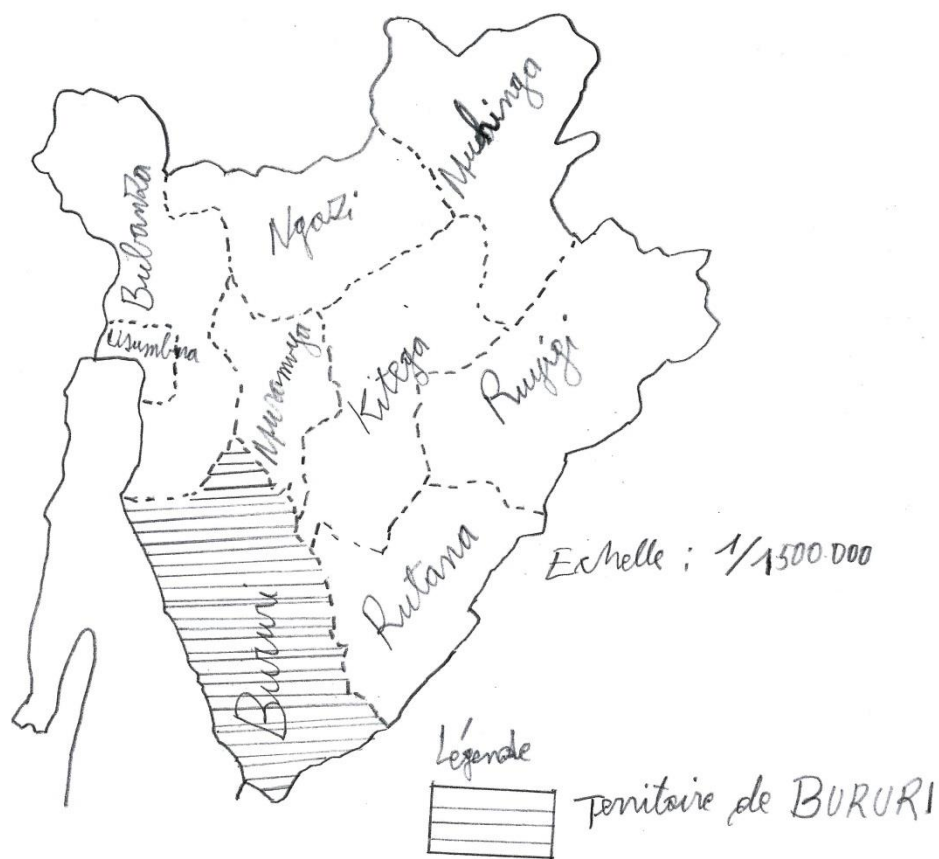 Muhinga
Ngozi
Bubanza
Usumbura
Muramvya
Kitega
Ruyigi
Rutana
Bururi
Echelle : 1/1500.000
Légende
Territoire de BURURI